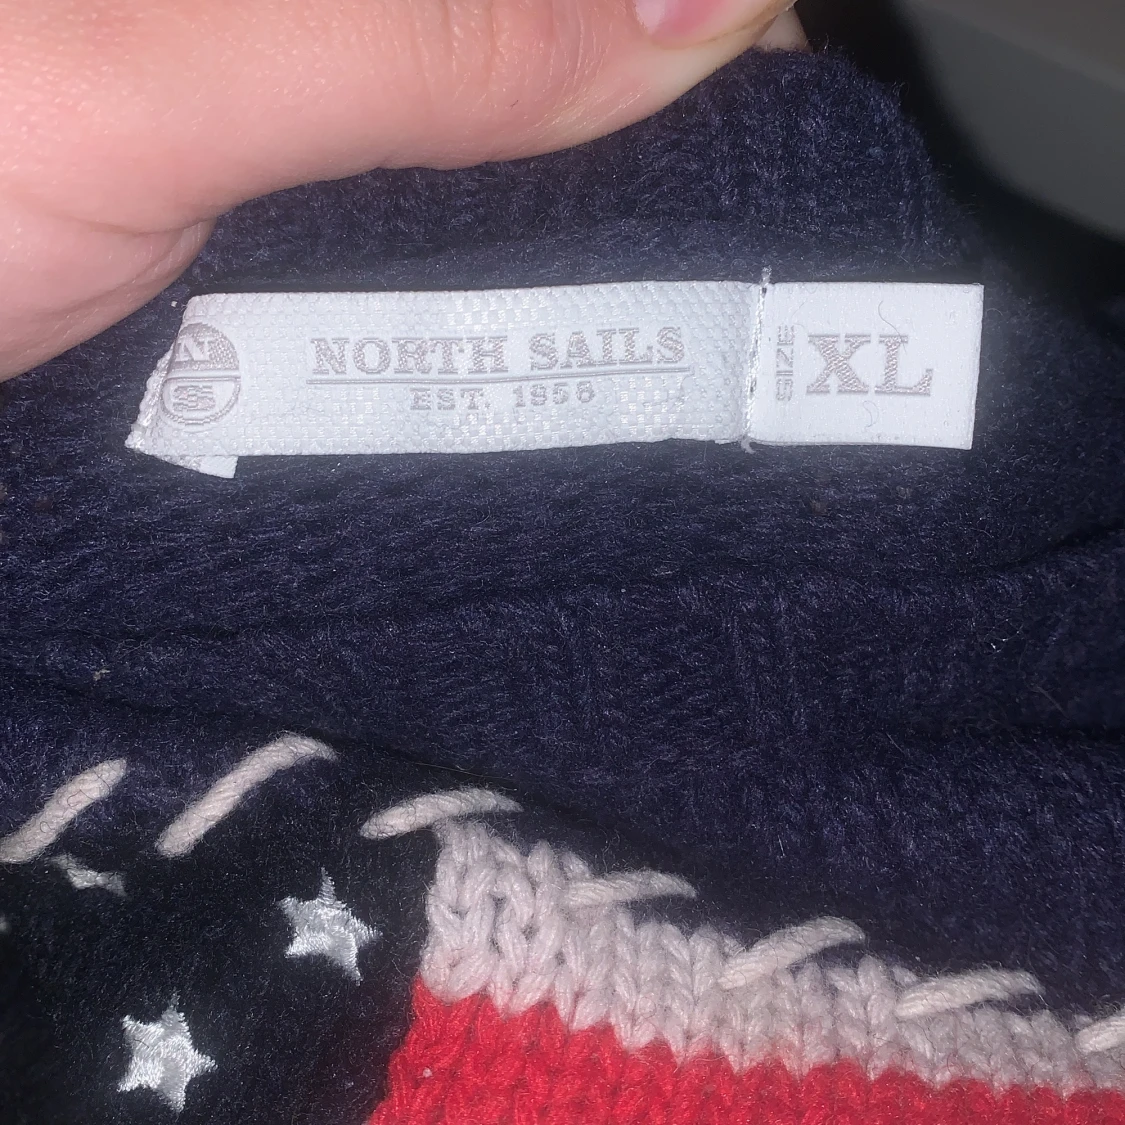 N
S
NORTH SAILS
EST. 1958
SIZE
XL